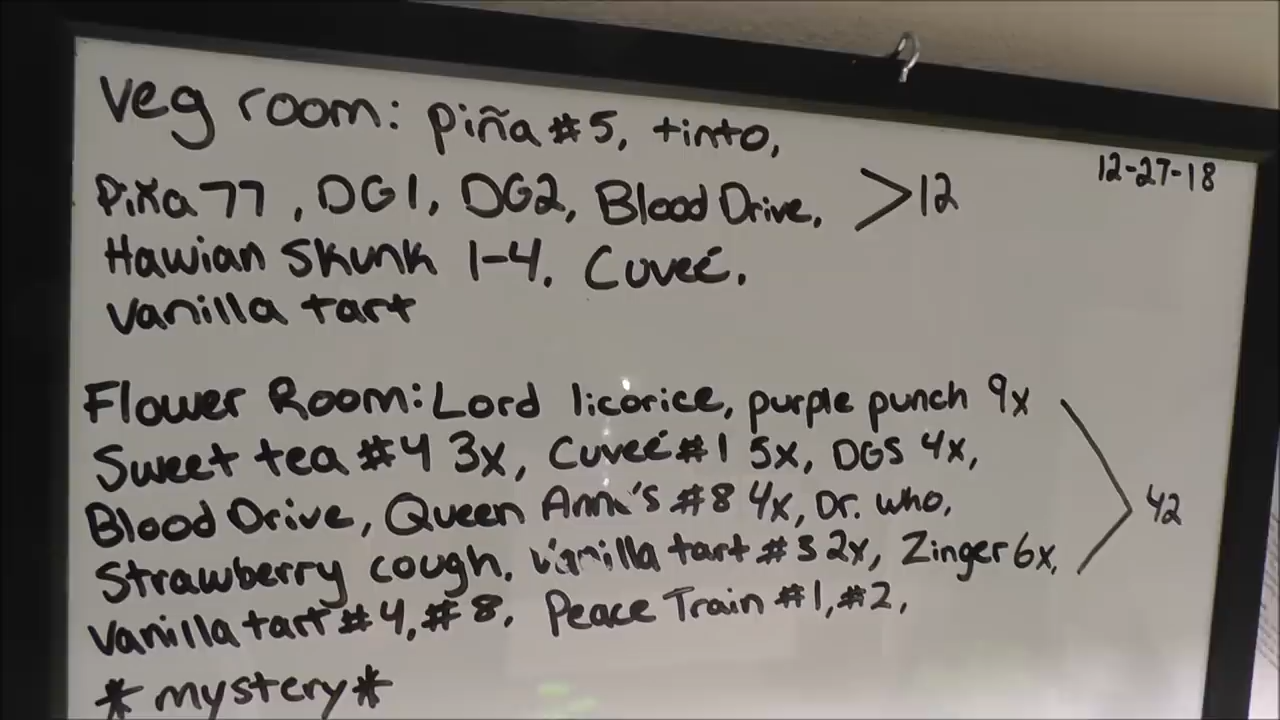 veg room: piña #5, tinto,
12-27-18
Pixa 77, DG1, DG2, Blood Drive, >12
Hawian Skunk 1-4. Cuveé.
vanilla tart
Flower Room: Lord licorice, purple punch 9x
Sweet tea #4 3x, Cuveé #1 5x, DGS 4x,
Blood Drive, Queen Ann's #8 4x, Dr. who, > 42
Strawberry cough. Vanilla tart #3 2x, Zinger 6x,
Vanilla tart #4, #8. Peace Train #1, #2,
*mystery*